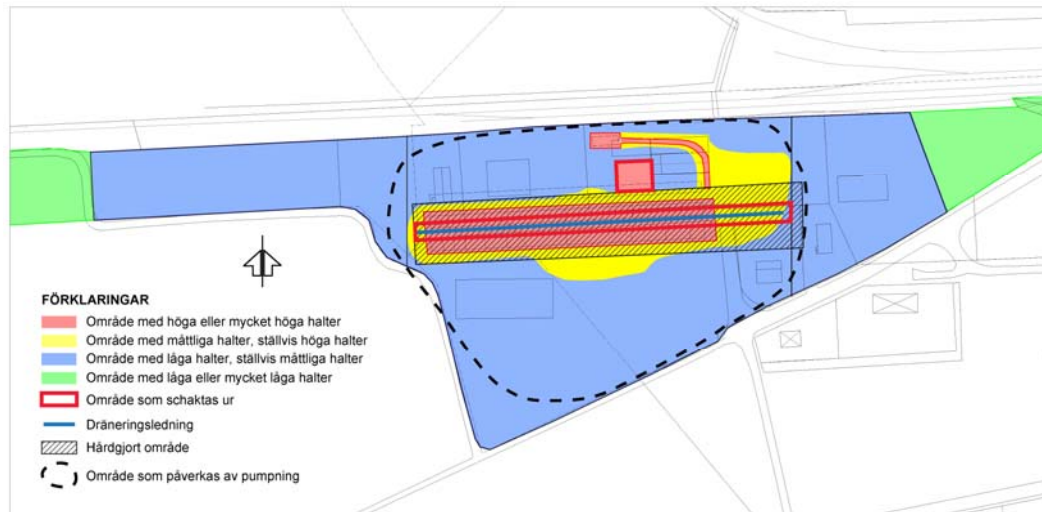 FÖRKLARINGAR
Område med höga eller mycket höga halter
Område med måttliga halter, ställvis höga halter
Område med låga halter, ställvis måttliga halter
Område med låga eller mycket låga halter
Område som schaktas ur
Dräneringsledning
Hårdgjort område
Område som påverkas av pumpning